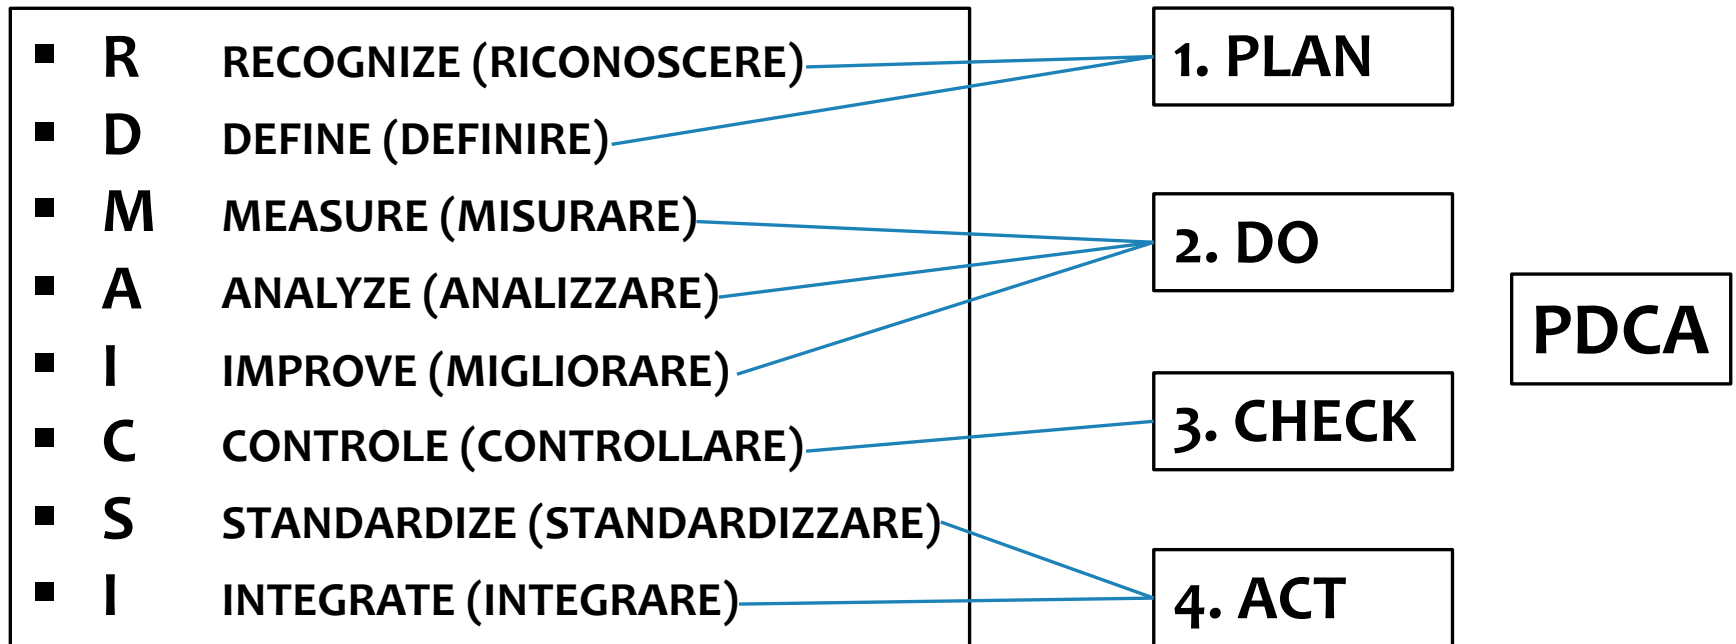 ▪ R RECOGNIZE (RICONOSCERE)
▪ D DEFINE (DEFINIRE)
▪ M MEASURE (MISURARE)
▪ A ANALYZE (ANALIZZARE)
▪ I IMPROVE (MIGLIORARE)
▪ C CONTROLE (CONTROLLARE)
▪ S STANDARDIZE (STANDARDIZZARE)
▪ I INTEGRATE (INTEGRARE)
1. PLAN
2. DO
3. CHECK
4. ACT
PDCA